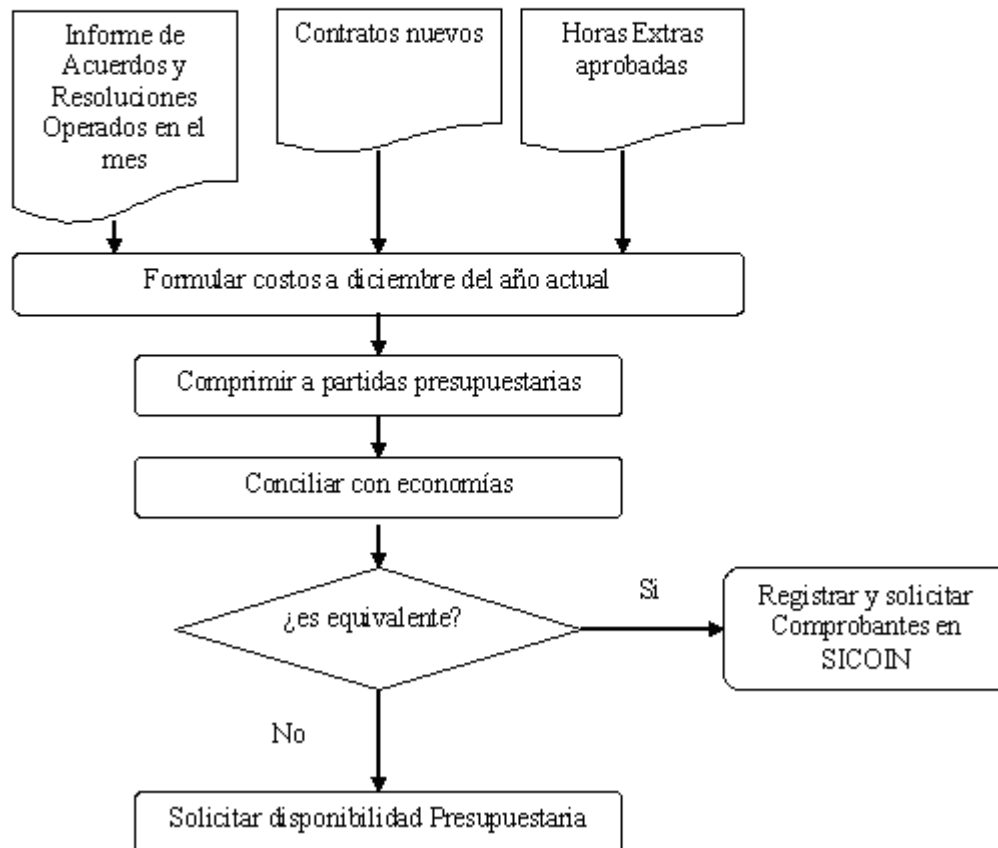 Informe de
Acuerdos y
Resoluciones
Operados en el
mes
Contratos nuevos
Horas Extras
aprobadas
Formular costos a diciembre del año actual
Comprimir a partidas presupuestarias
Conciliar con economías
¿es equivalente?
Si
Registrar y solicitar
Comprobantes en
SICOIN
No
Solicitar disponibilidad Presupuestaria